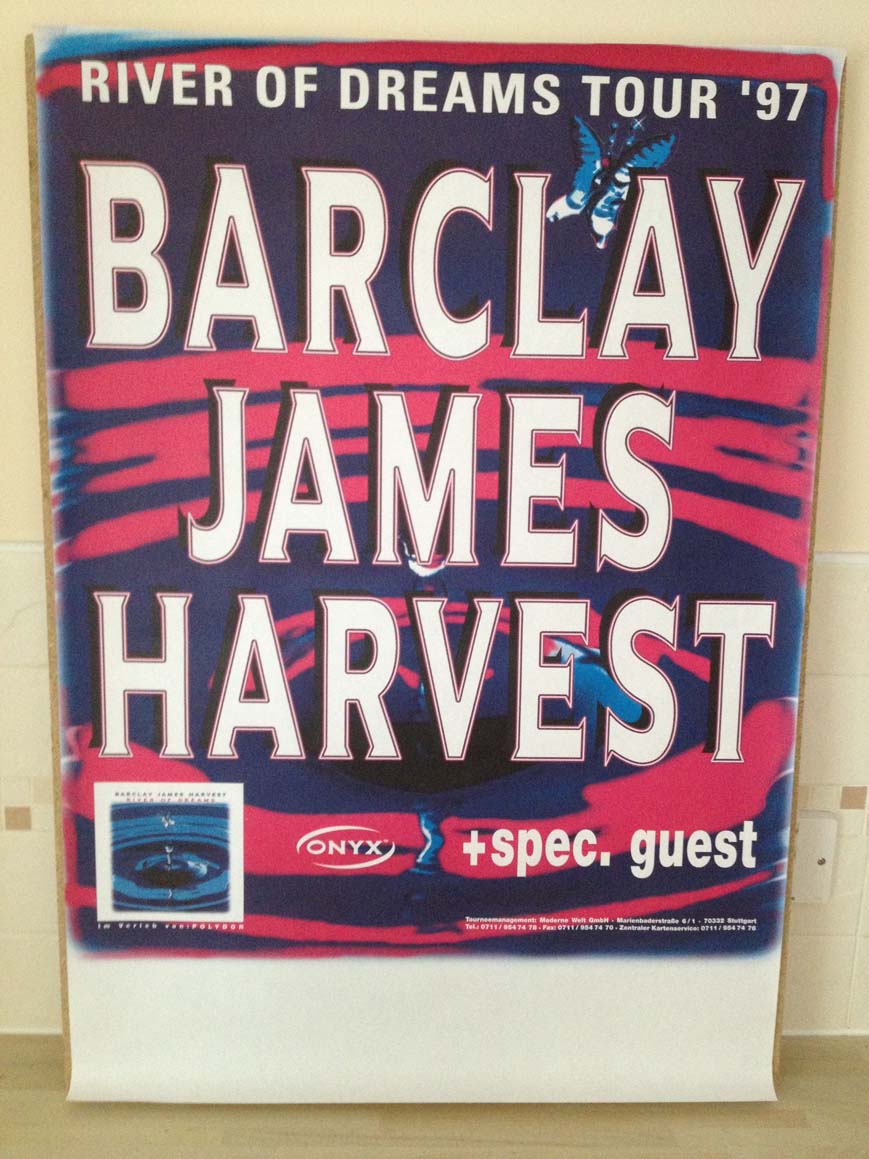 RIVER OF DREAMS TOUR '97
BARCLAY
JAMES
HARVEST
BARCLAY JAMES HARVEST
RIVER OF DREAMS
Im Verleh von: POLYDOR
ONYX™
+spec. guest
Tourneemanagement: Moderne Welt GmbH · Marienbaderstraße 6/1 · 70332 Stuttgart
Tel.: 0711 / 954 74 78 · Fax: 0711 / 954 74 70 · Zentraler Kartenservice: 0711 / 954 74 76